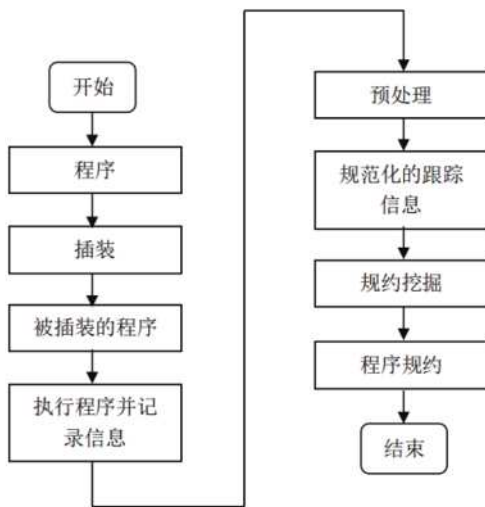 开始
程序
插装
被插装的程序
执行程序并记
录信息
预处理
规范化的跟踪
信息
规约挖掘
程序规约
结束